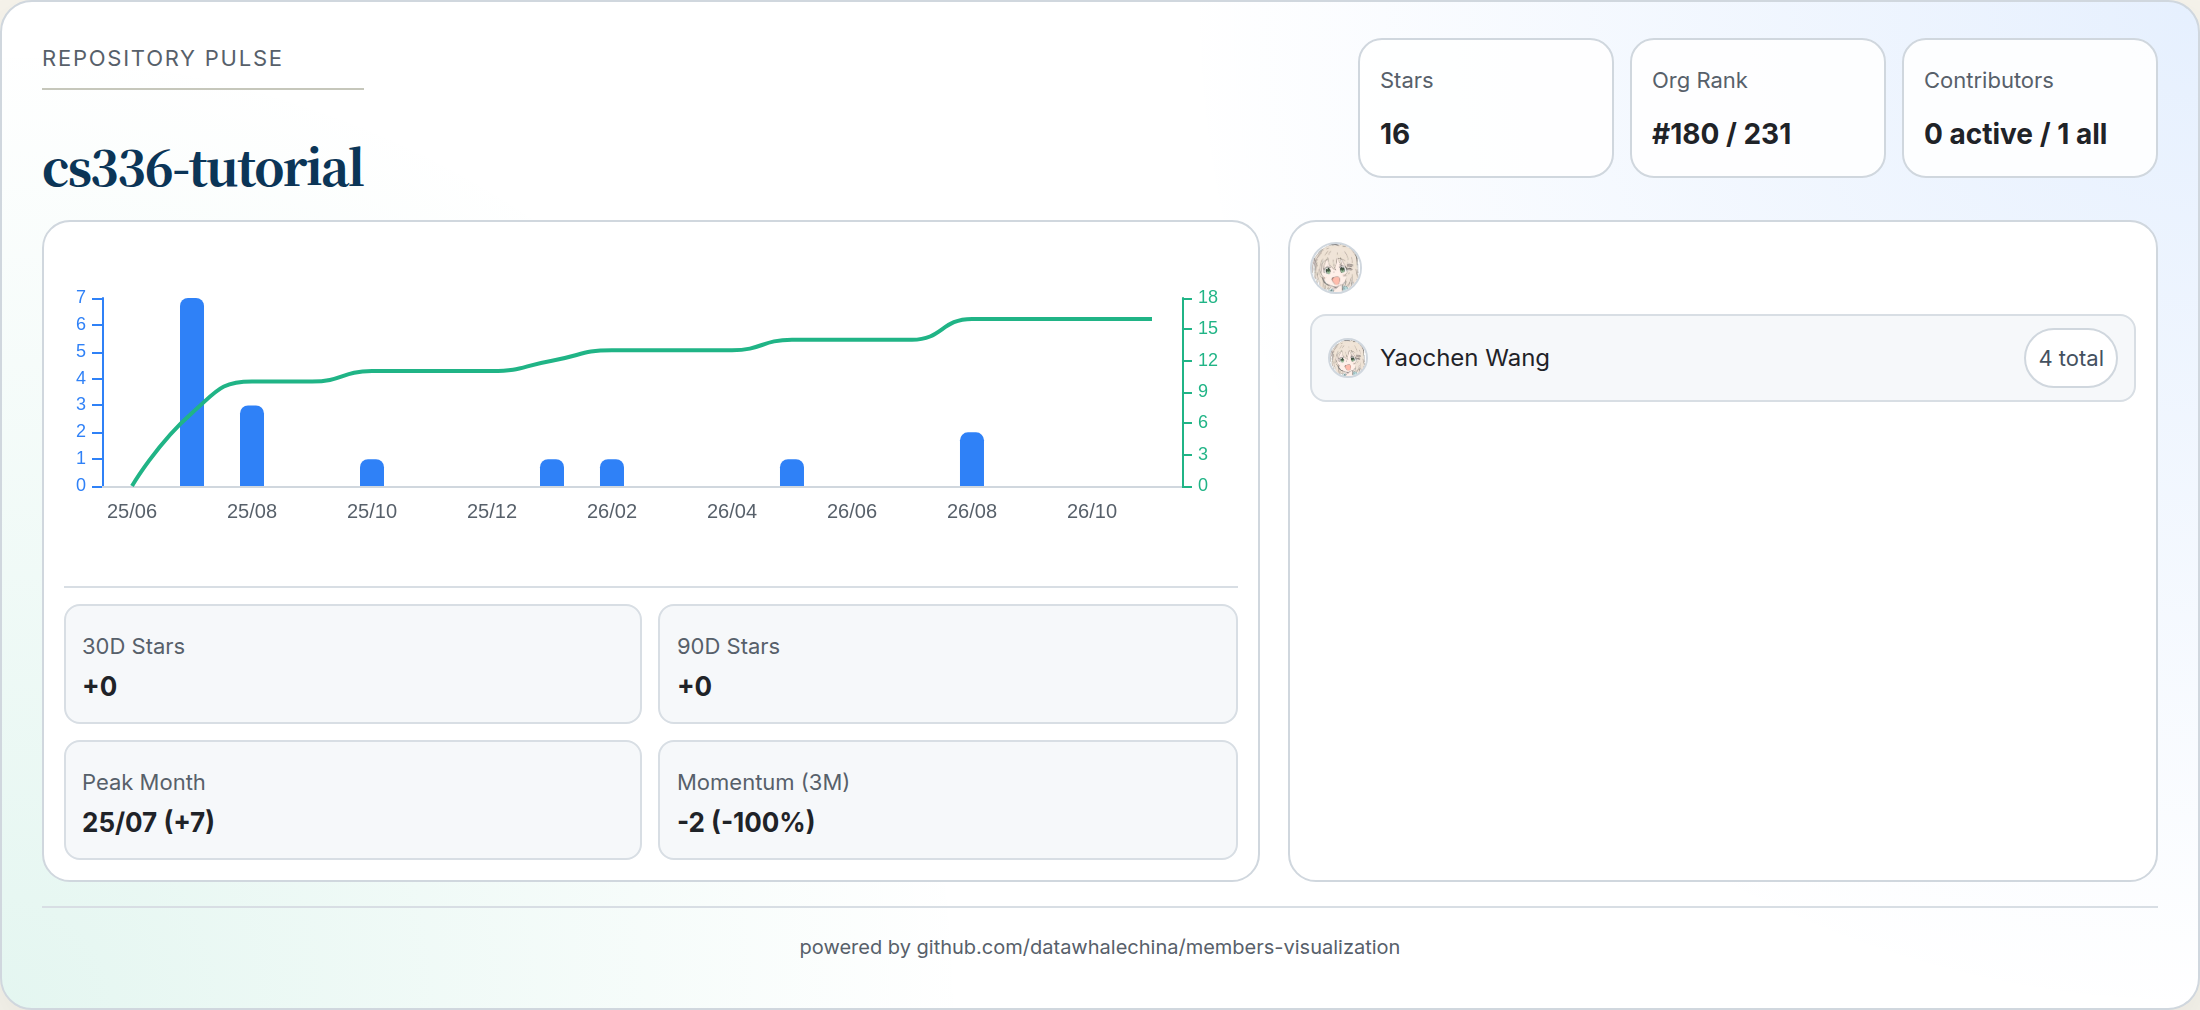 REPOSITORY PULSE
cs336-tutorial
Stars
16
Org Rank
#180 / 231
Contributors
0 active / 1 all
7
6
5
4
3
2
1
0
18
15
12
9
6
3
0
25/06 25/08 25/10 25/12 26/02 26/04 26/06 26/08 26/10
30D Stars
+0
90D Stars
+0
Peak Month
25/07 (+7)
Momentum (3M)
-2 (-100%)
Yaochen Wang
4 total
powered by github.com/datawhalechina/members-visualization